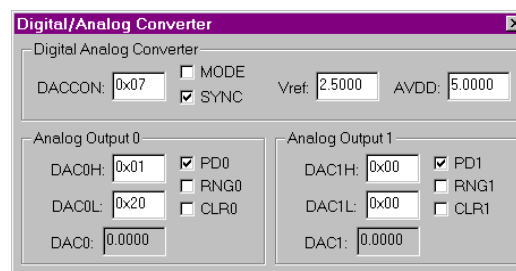 Digital/Analog Converter
Digital Analog Converter
DACCON: 0x07 MODE SYNC Vref: 2.5000 AVDD: 5.0000
Analog Output 0
DAC0H: 0x01 PD0
RNG0
DAC0L: 0x20 CLR0
DAC0: 0.0000
Analog Output 1
DAC1H: 0x00 PD1
RNG1
DAC1L: 0x00 CLR1
DAC1: 0.0000